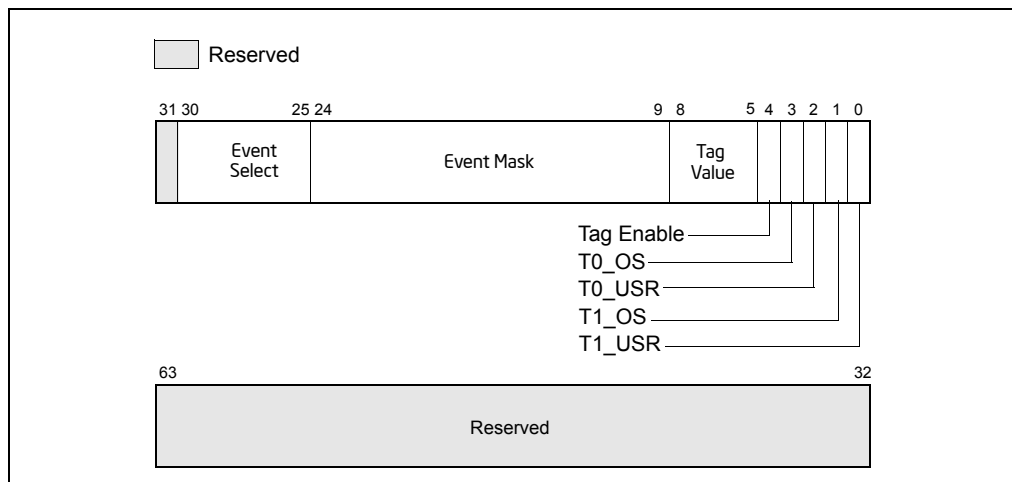 Reserved
31 30 25 24 9 8 5 4 3 2 1 0
Event
Select
Event Mask
Tag
Value
Tag Enable
T0_OS
T0_USR
T1_OS
T1_USR
63 32
Reserved